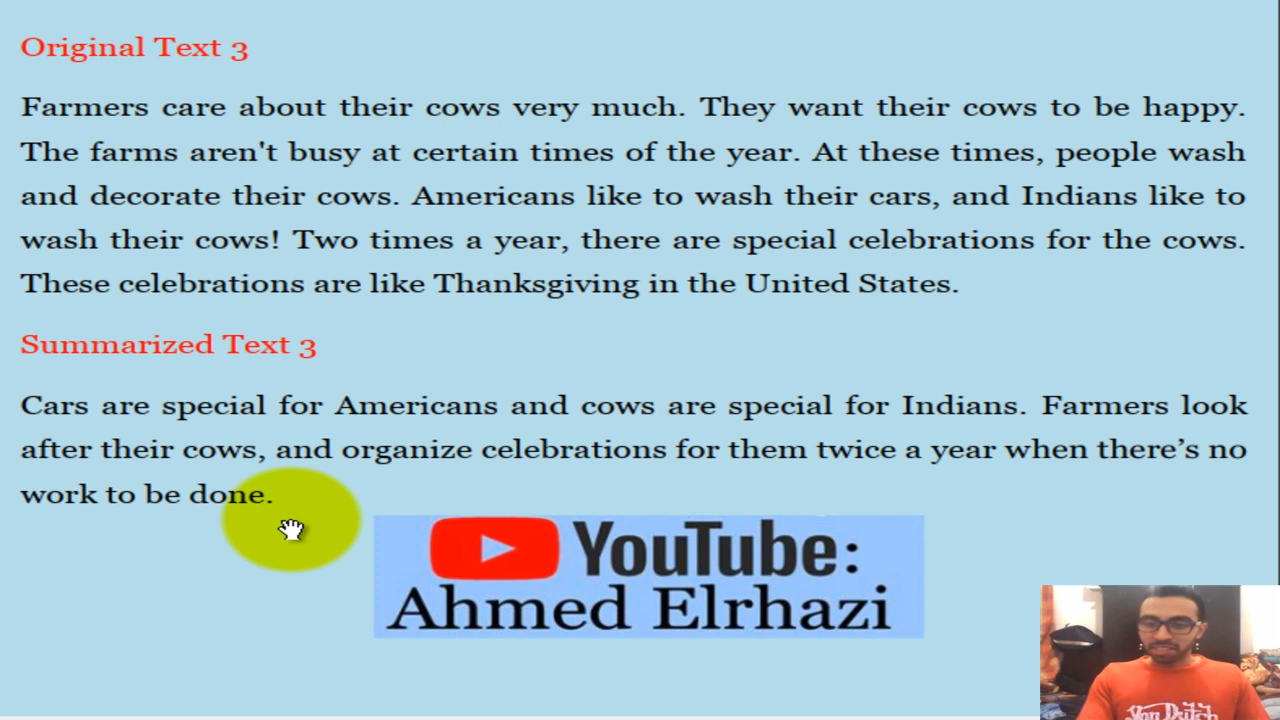 Original Text 3
Farmers care about their cows very much. They want their cows to be happy.
The farms aren't busy at certain times of the year. At these times, people wash
and decorate their cows. Americans like to wash their cars, and Indians like to
wash their cows! Two times a year, there are special celebrations for the cows.
These celebrations are like Thanksgiving in the United States.
Summarized Text 3
Cars are special for Americans and cows are special for Indians. Farmers look
after their cows, and organize celebrations for them twice a year when there’s no
work to be done.
YouTube:
Ahmed Elrhazi
Von Dutch